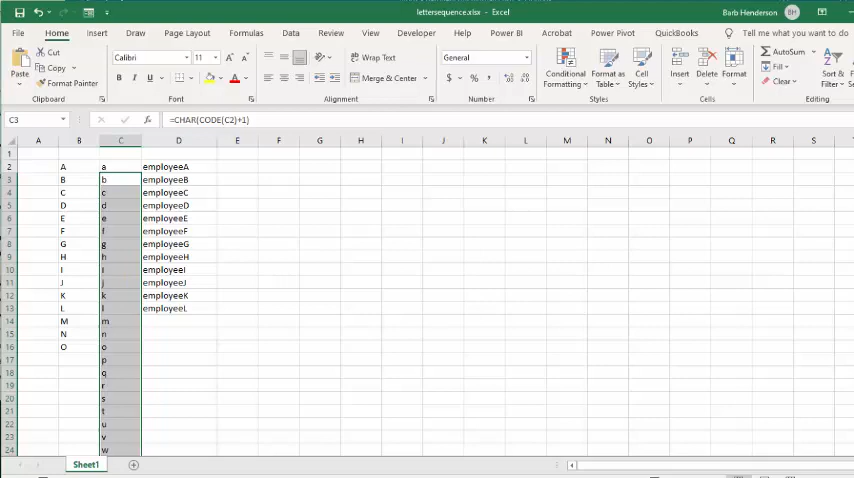 lettersequence.xlsx - Excel
Barb Henderson BH
File Home Insert Draw Page Layout Formulas Data Review View Developer Help Power BI Acrobat Power Pivot QuickBooks Tell me what you want to do
Cut
Copy
Format Painter
Paste
Clipboard
Calibri 11 A A
B I U A
Font
Wrap Text
Merge & Center
Alignment
General
$ % ,
Number
Conditional Formatting
Format as Table
Cell Styles
Styles
Insert Delete Format
Cells
AutoSum
Fill
Clear
Sort & Filter
Editing
C3 fx =CHAR(CODE(C2)+1)
A B C D E F G H I J K L M N O P Q R S
1
2 A a employeeA
3 B b employeeB
4 C c employeeC
5 D d employeeD
6 E e employeeE
7 F f employeeF
8 G g employeeG
9 H h employeeH
10 I i employeeI
11 J j employeeJ
12 K k employeeK
13 L l employeeL
14 M m
15 N n
16 O o
17 p
18 q
19 r
20 s
21 t
22 u
23 v
24 w
Sheet1